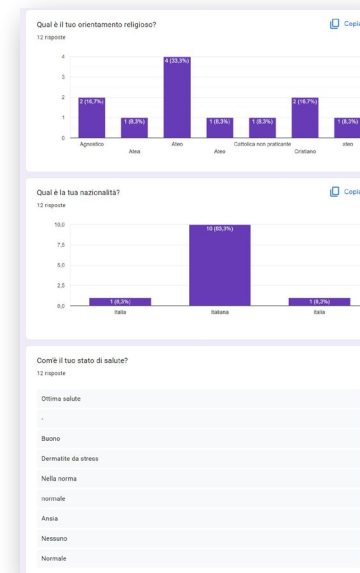 Qual è il tuo orientamento religioso?
Copia
12 risposte
4
3
2
1
0
2 (16,7%)
1 (8,3%)
4 (33,3%)
1 (8,3%)
1 (8,3%)
2 (16,7%)
1 (8,3%)
Agnostico
Atea
Ateo
Ateo
Cattolica non praticante
Cristiano
ateo
Qual è la tua nazionalità?
Copia
12 risposte
10,0
7,5
5,0
2,5
0,0
1 (8,3%)
10 (83,3%)
1 (8,3%)
Italia
Italiana
Italia
Com'è il tuo stato di salute?
12 risposte
Ottima salute
-
Buono
Dermatite da stress
Nella norma
normale
Ansia
Nessuno
Normale